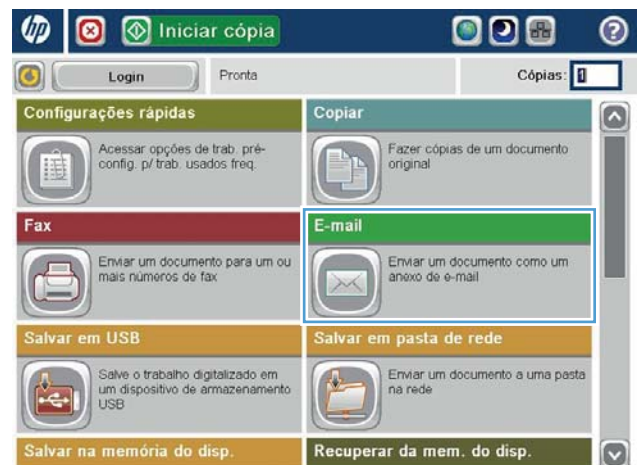 hp
Iniciar cópia
?
Login
Pronta
Cópias: 1
Configurações rápidas
Acessar opções de trab. pré-
config. p/ trab. usados freq.
Copiar
Fazer cópias de um documento
original
Fax
Enviar um documento para um ou
mais números de fax
E-mail
Enviar um documento como um
anexo de e-mail
Salvar em USB
Salve o trabalho digitalizado em
um dispositivo de armazenamento
USB
Salvar em pasta de rede
Enviar um documento a uma pasta
na rede
Salvar na memória do disp.
Recuperar da mem. do disp.